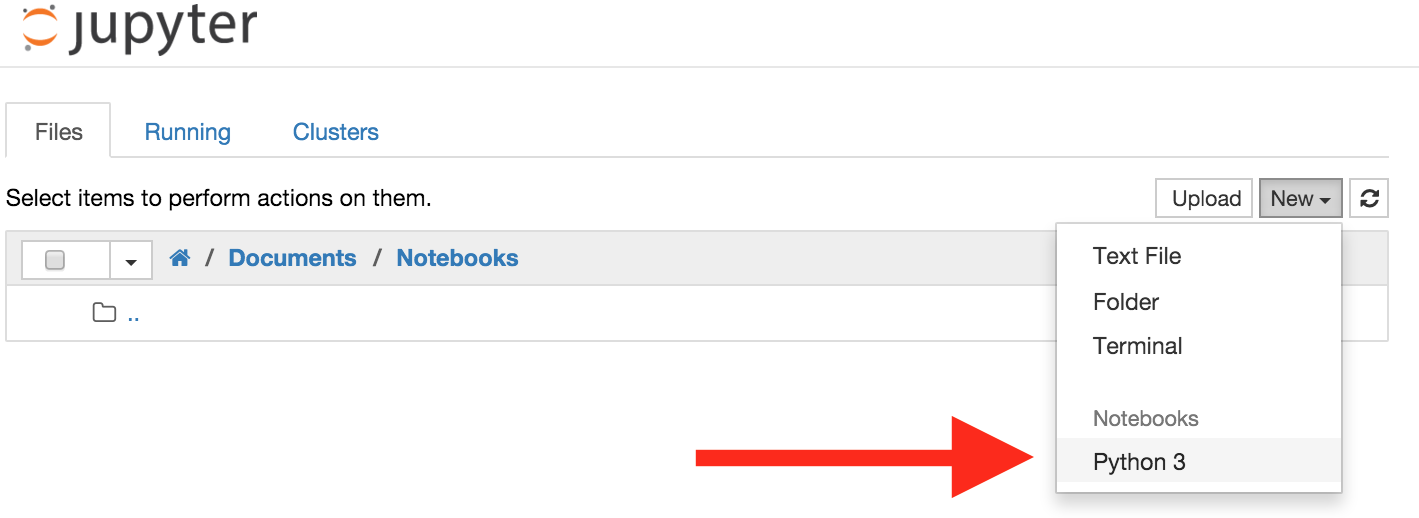 jupyter
Files Running Clusters
Select items to perform actions on them. Upload New
/ Documents / Notebooks
..
Text File
Folder
Terminal
Notebooks
Python 3